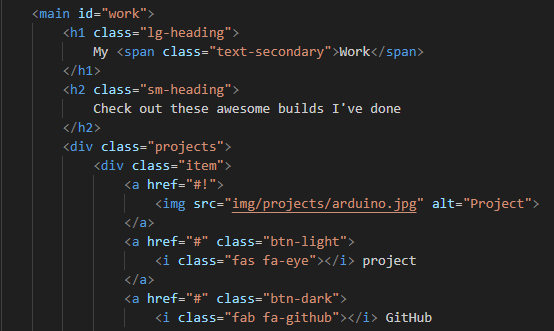 <main id="work">
<h1 class="lg-heading">
My <span class="text-secondary">Work</span>
</h1>
<h2 class="sm-heading">
Check out these awesome builds I've done
</h2>
<div class="projects">
<div class="item">
<a href="#!">
<img src="img/projects/arduino.jpg" alt="Project">
</a>
<a href="#" class="btn-light">
<i class="fas fa-eye"></i> project
</a>
<a href="#" class="btn-dark">
<i class="fab fa-github"></i> GitHub